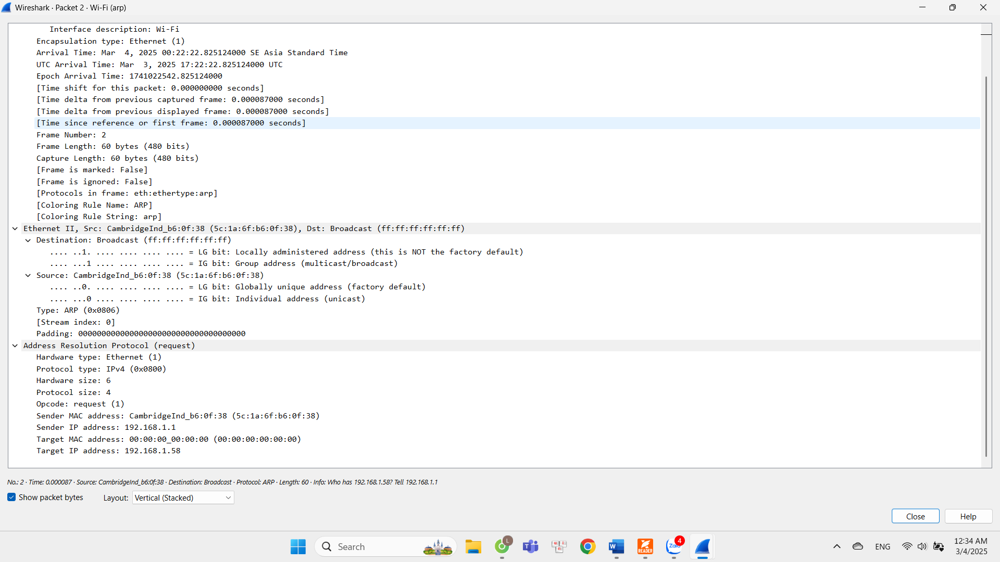 Wireshark · Packet 2 · Wi-Fi (arp)
Interface description: Wi-Fi
Encapsulation type: Ethernet (1)
Arrival Time: Mar  4, 2025 00:22:22.825124000 SE Asia Standard Time
UTC Arrival Time: Mar  3, 2025 17:22:22.825124000 UTC
Epoch Arrival Time: 1741022542.825124000
[Time shift for this packet: 0.000000000 seconds]
[Time delta from previous captured frame: 0.000087000 seconds]
[Time delta from previous displayed frame: 0.000087000 seconds]
[Time since reference or first frame: 0.000087000 seconds]
Frame Number: 2
Frame Length: 60 bytes (480 bits)
Capture Length: 60 bytes (480 bits)
[Frame is marked: False]
[Frame is ignored: False]
[Protocols in frame: eth:ethertype:arp]
[Coloring Rule Name: ARP]
[Coloring Rule String: arp]
Ethernet II, Src: CambridgeInd_b6:0f:38 (5c:1a:6f:b6:0f:38), Dst: Broadcast (ff:ff:ff:ff:ff:ff)
Destination: Broadcast (ff:ff:ff:ff:ff:ff)
.... ..1. .... .... .... .... = LG bit: Locally administered address (this is NOT the factory default)
.... ...1 .... .... .... .... = IG bit: Group address (multicast/broadcast)
Source: CambridgeInd_b6:0f:38 (5c:1a:6f:b6:0f:38)
.... ..0. .... .... .... .... = LG bit: Globally unique address (factory default)
.... ...0 .... .... .... .... = IG bit: Individual address (unicast)
Type: ARP (0x0806)
[Stream index: 0]
Padding: 000000000000000000000000000000000000
Address Resolution Protocol (request)
Hardware type: Ethernet (1)
Protocol type: IPv4 (0x0800)
Hardware size: 6
Protocol size: 4
Opcode: request (1)
Sender MAC address: CambridgeInd_b6:0f:38 (5c:1a:6f:b6:0f:38)
Sender IP address: 192.168.1.1
Target MAC address: 00:00:00_00:00:00 (00:00:00:00:00:00)
Target IP address: 192.168.1.58
No.: 2 · Time: 0.000087 · Source: CambridgeInd_b6:0f:38 · Destination: Broadcast · Protocol: ARP · Length: 60 · Info: Who has 192.168.1.58? Tell 192.168.1.1
Show packet bytes Layout: Vertical (Stacked)
Close Help
Search L T u i n W READER Zalo 4 ENG 12:34 AM
3/4/2025